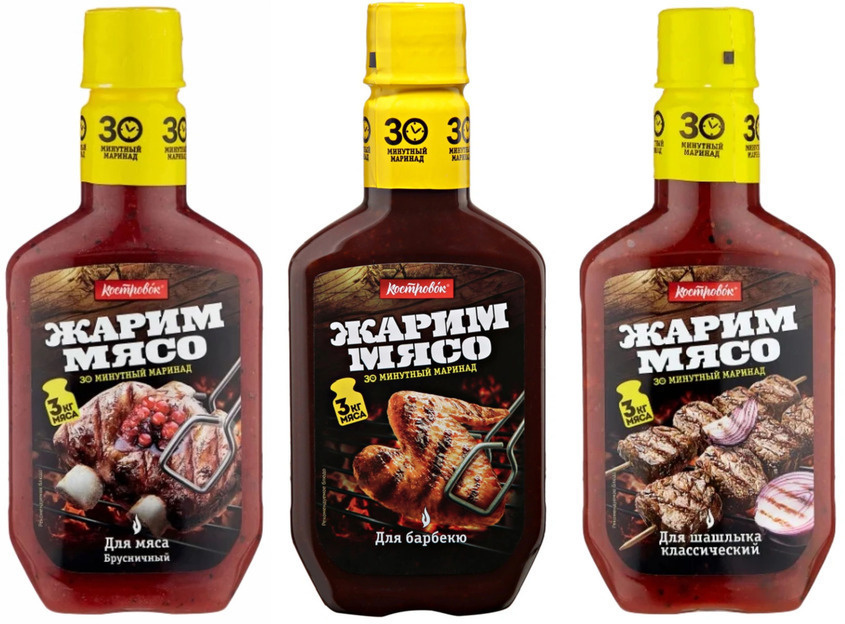 30
МИНУТНЫЙ
МАРИНАД
Костровок®
ЖАРИМ
МЯСО
30 МИНУТНЫЙ МАРИНАД
3 КГ
МЯСА
Для мяса
Брусничный
30
МИНУТНЫЙ
МАРИНАД
Костровок®
ЖАРИМ
МЯСО
30 МИНУТНЫЙ МАРИНАД
3 КГ
МЯСА
Для барбекю
30
МИНУТНЫЙ
МАРИНАД
Костровок®
ЖАРИМ
МЯСО
30 МИНУТНЫЙ МАРИНАД
3 КГ
МЯСА
Для шашлыка
классический